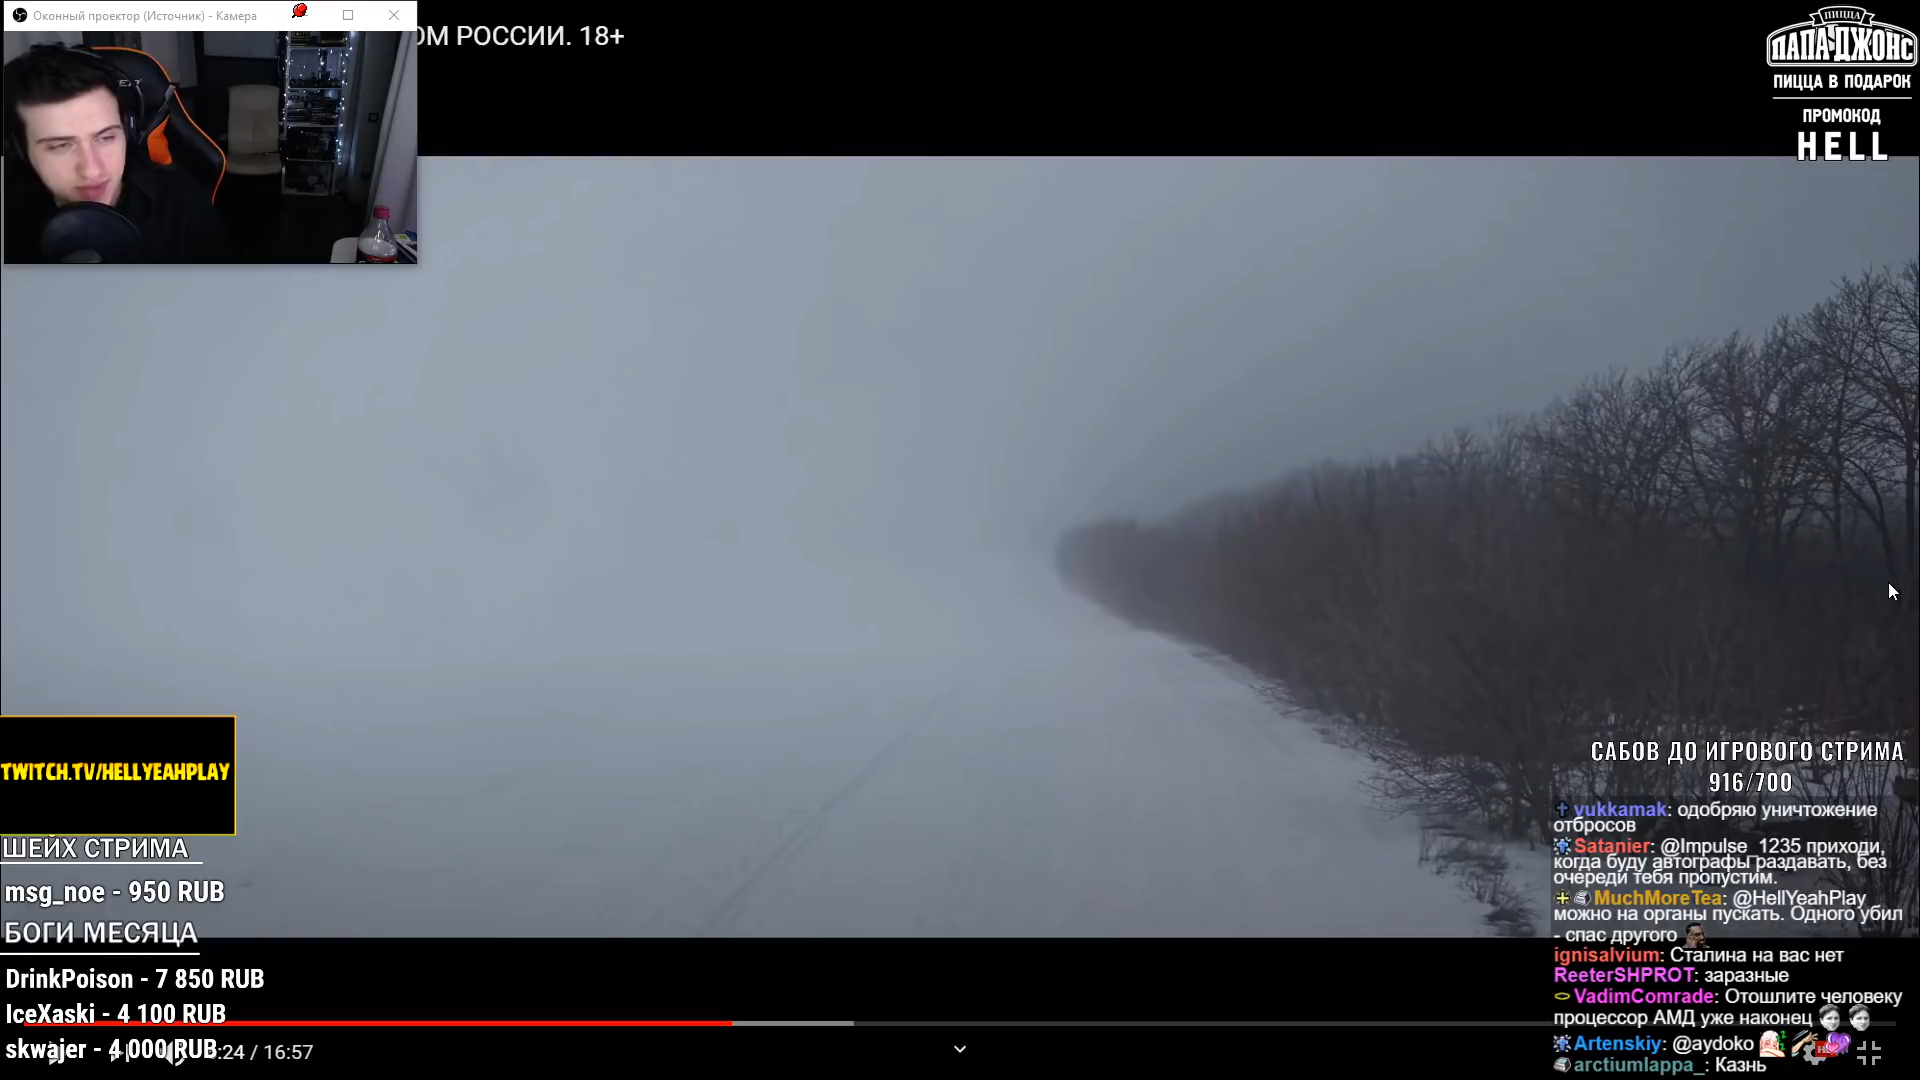 Оконный проектор (Источник) - Камера
ОМ РОССИИ. 18+
ПИЦЦА
ПАПА ДЖОНС
ПИЦЦА В ПОДАРОК
ПРОМОКОД
HELL
TWITCH.TV/HELLYEAHPLAY
ШЕЙХ СТРИМА
msg_noe - 950 RUB
БОГИ МЕСЯЦА
DrinkPoison - 7 850 RUB
IceXaski - 4 100 RUB
skwajer - 4 000 RUB
:24 / 16:57
САБОВ ДО ИГРОВОГО СТРИМА
916/700
yukkamak: одобряю уничтожение
отбросов
Satanier: @Impulse_1235 приходи,
когда буду автографы раздавать, без
очереди тебя пропустим.
MuchMoreTea: @HellYeahPlay
можно на органы пускать. Одного убил
- спас другого
ignisalvium: Сталина на вас нет
ReeterSHPROT: заразные
VadimComrade: Отошлите человеку
процессор АМД уже наконец
Artenskiy: @aydoko
arctiumlappa_: Казнь